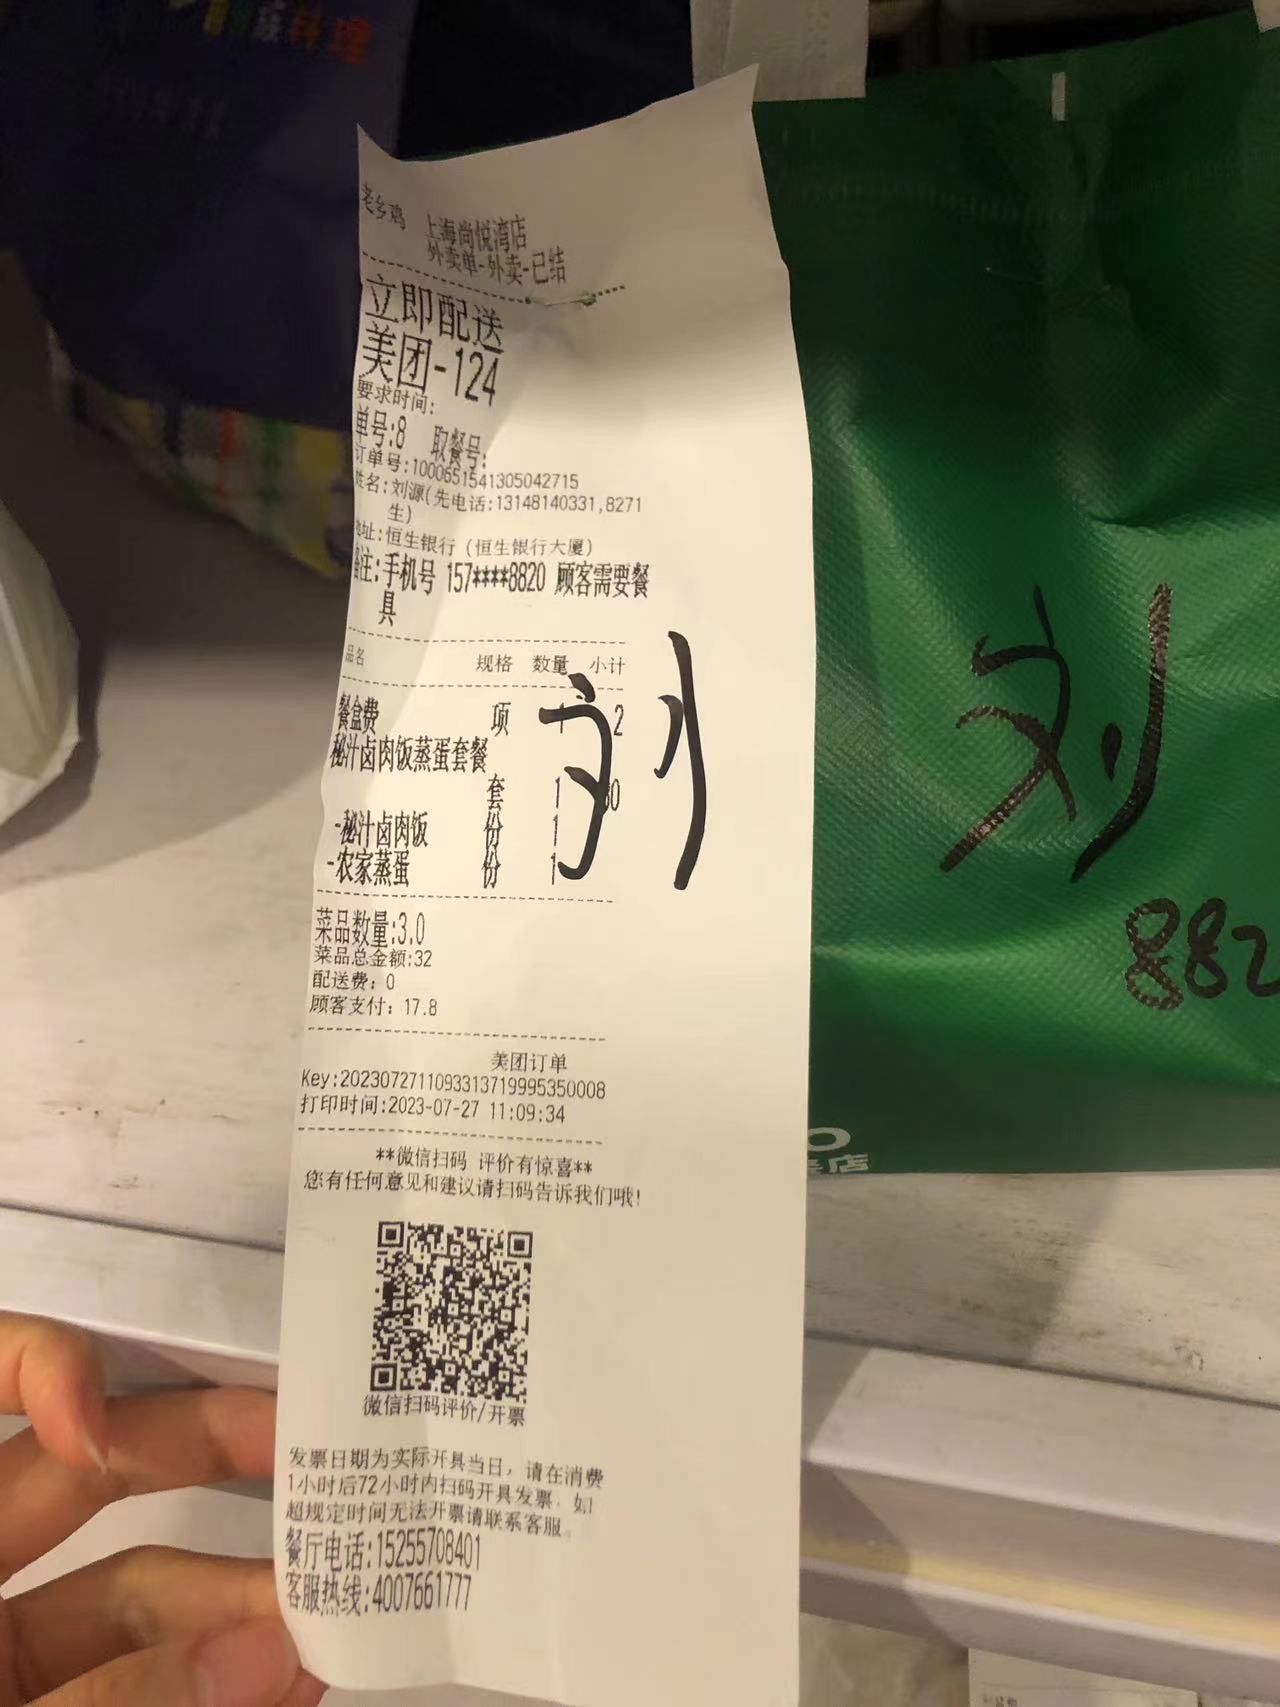 老乡鸡 上海尚悦湾店
外卖单-外卖-已结
立即配送
美团-124
要求时间:
单号:8 取餐号:
订单号:1000651541305042715
姓名:刘源(先电话:13148140331,8271
生)
地址:恒生银行 (恒生银行大厦)
备注:手机号 157****8820 顾客需要餐
具
品名 规格 数量 小计
餐盒费 项 1 2
秘汁卤肉饭蒸蛋套餐
套 1 30
-秘汁卤肉饭 份 1
-农家蒸蛋 份 1
刘
菜品数量:3.0
菜品总金额:32
配送费: 0
顾客支付: 17.8
美团订单
Key:2023072711093313719995350008
打印时间:2023-07-27 11:09:34
**微信扫码 评价有惊喜**
您有任何意见和建议请扫码告诉我们哦!
微信扫码评价/开票
发票日期为实际开具当日, 请在消费
1小时后72小时内扫码开具发票, 如
超规定时间无法开票请联系客服。
餐厅电话:15255708401
客服热线:4007661777
刘
882
料理
店